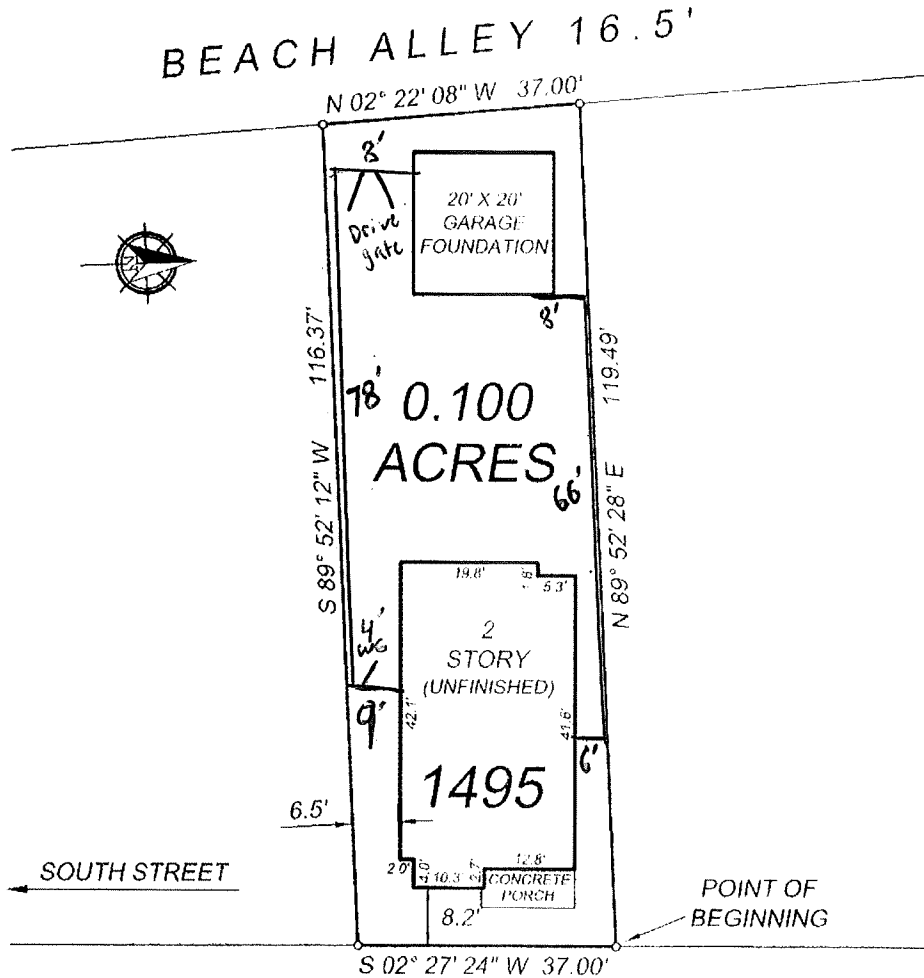 BEACH ALLEY 16.5'
N 02° 22' 08" W 37.00'
8'
Drive
gate
20' X 20'
GARAGE
FOUNDATION
8'
116.37'
S 89° 52' 12" W
78'
0.100
ACRES
66'
119.49'
N 89° 52' 28" E
19.8'
1.8'
5.3'
4'
WG
9'
2
STORY
(UNFINISHED)
42.1'
41.6'
6'
1495
6.5'
2.0'
4.0'
10.3
12.8'
CONCRETE
PORCH
8.2'
SOUTH STREET
POINT OF
BEGINNING
S 02° 27' 24" W 37.00'